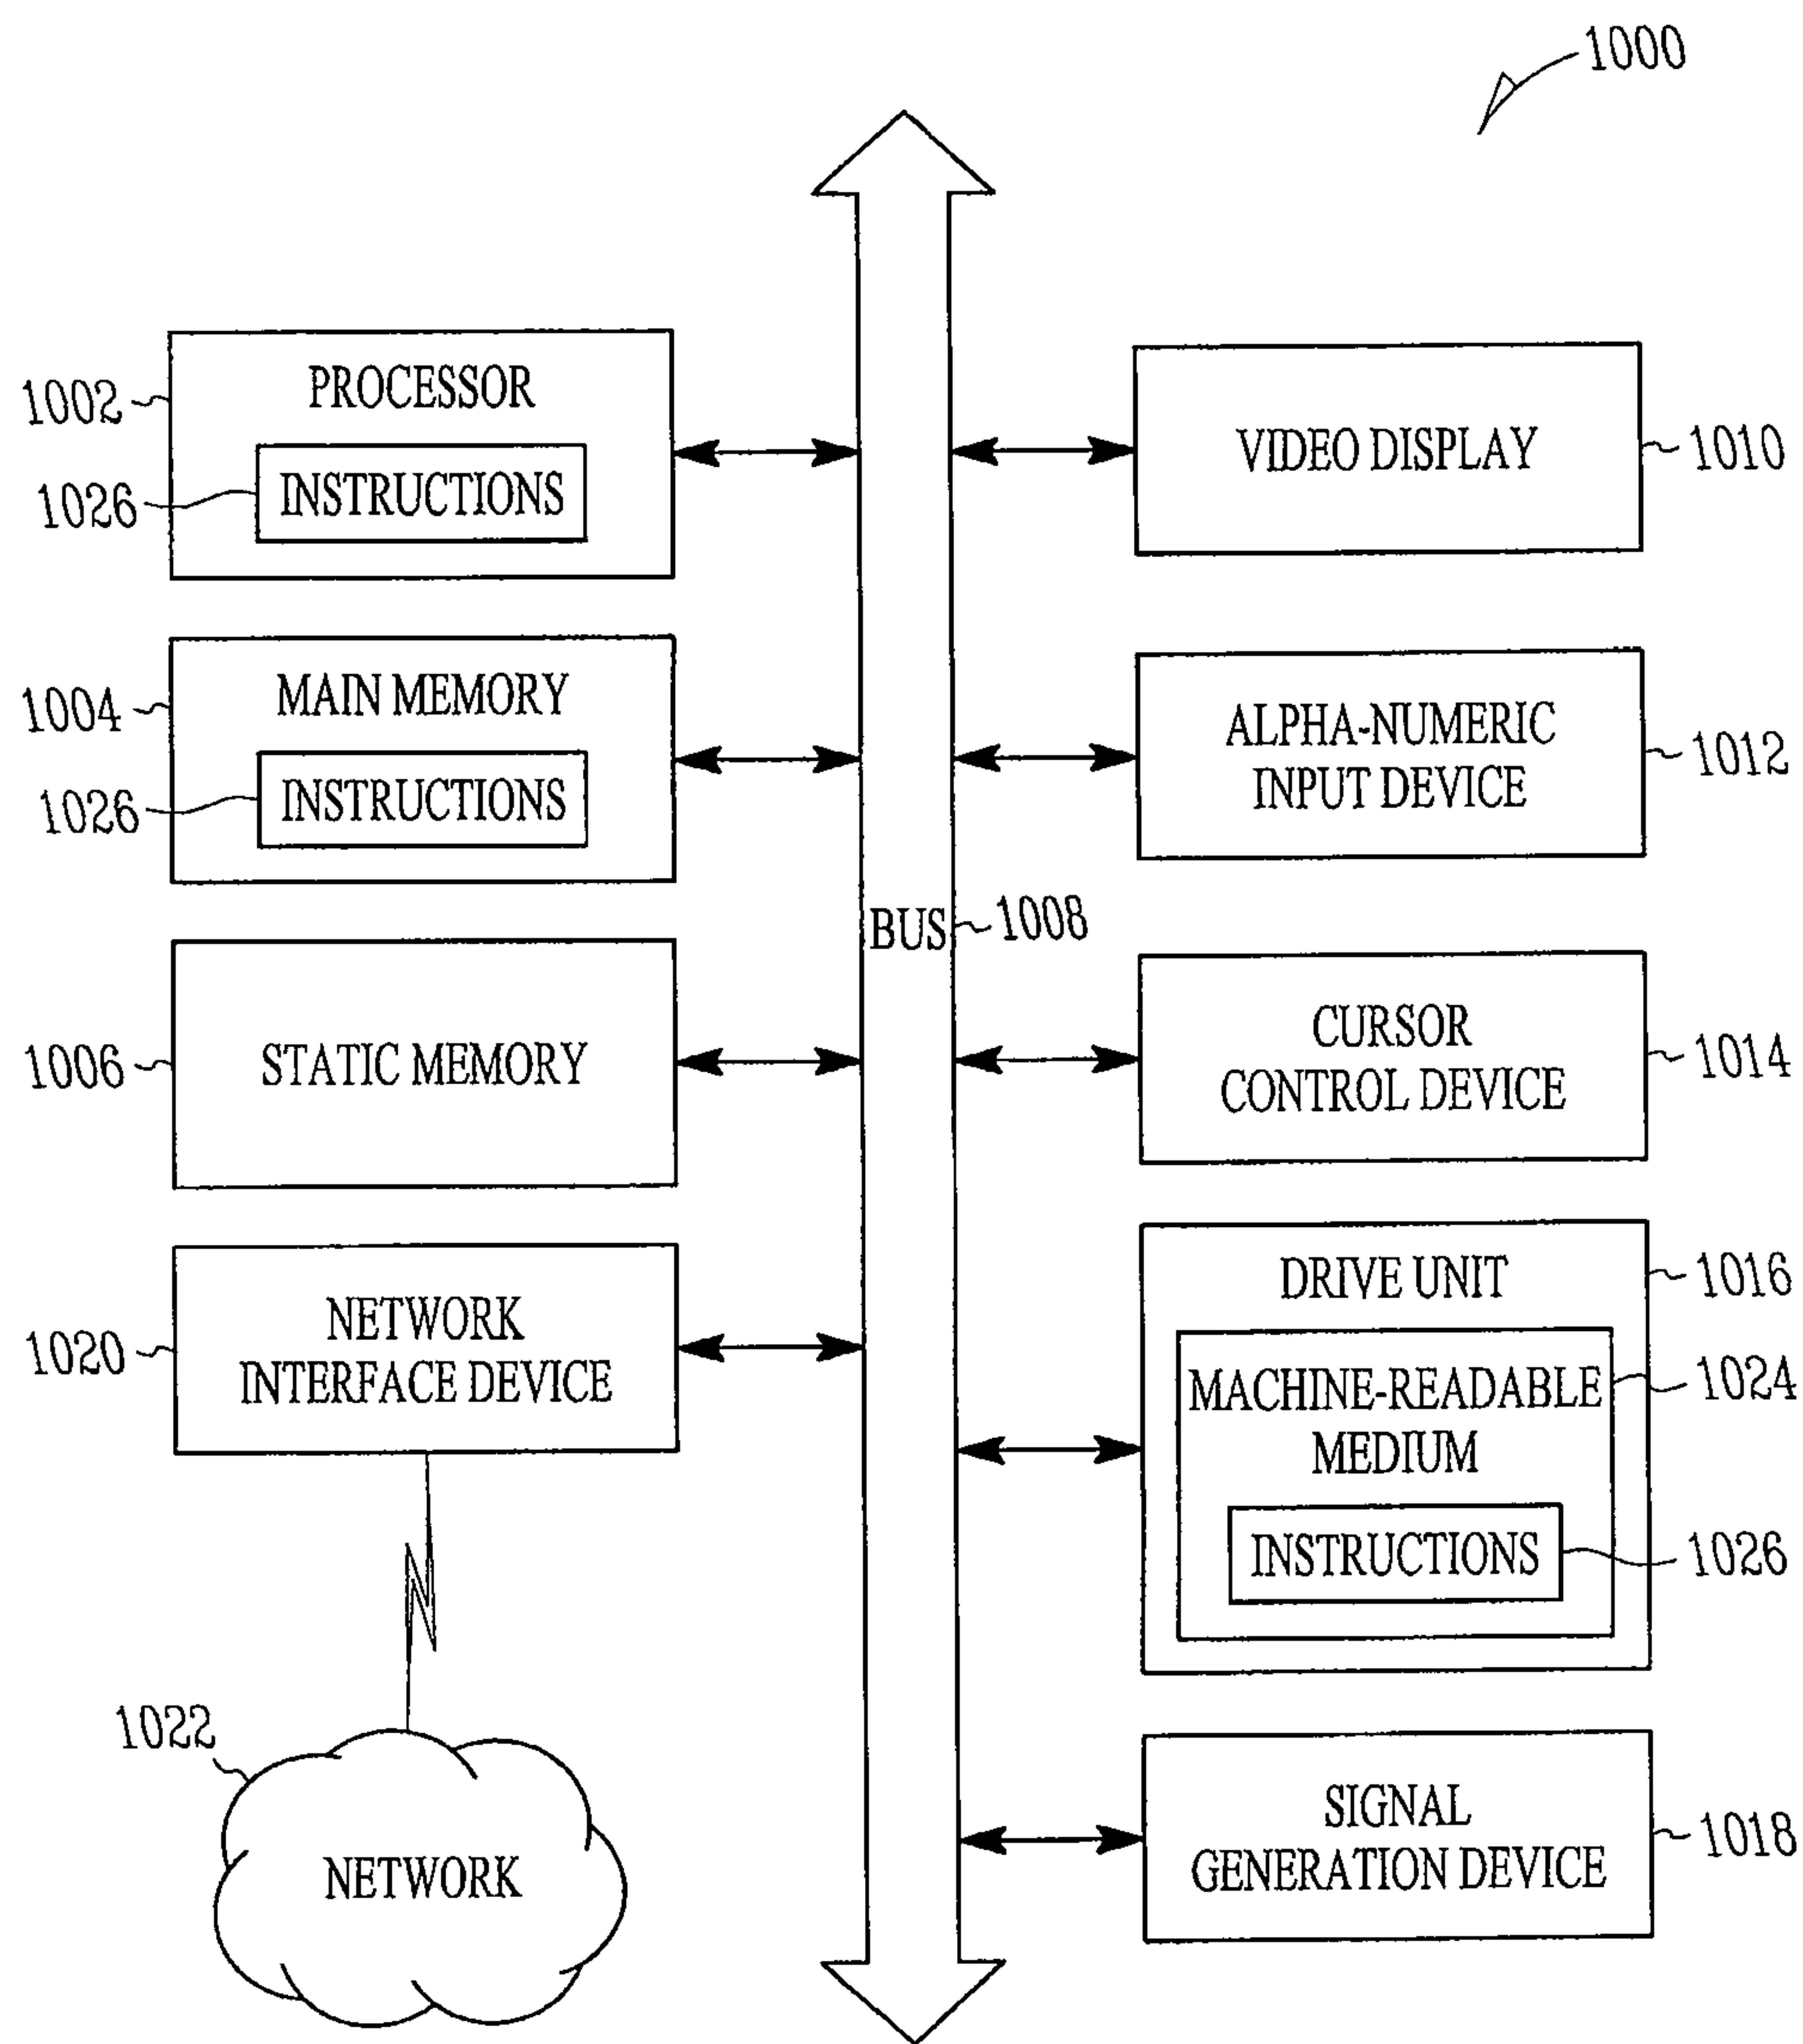 1000
PROCESSOR
1002
INSTRUCTIONS
1026
MAIN MEMORY
1004
INSTRUCTIONS
1026
STATIC MEMORY
1006
NETWORK
INTERFACE DEVICE
1020
1022
NETWORK
BUS
1008
VIDEO DISPLAY
1010
ALPHA-NUMERIC
INPUT DEVICE
1012
CURSOR
CONTROL DEVICE
1014
DRIVE UNIT
1016
MACHINE-READABLE
MEDIUM
1024
INSTRUCTIONS
1026
SIGNAL
GENERATION DEVICE
1018